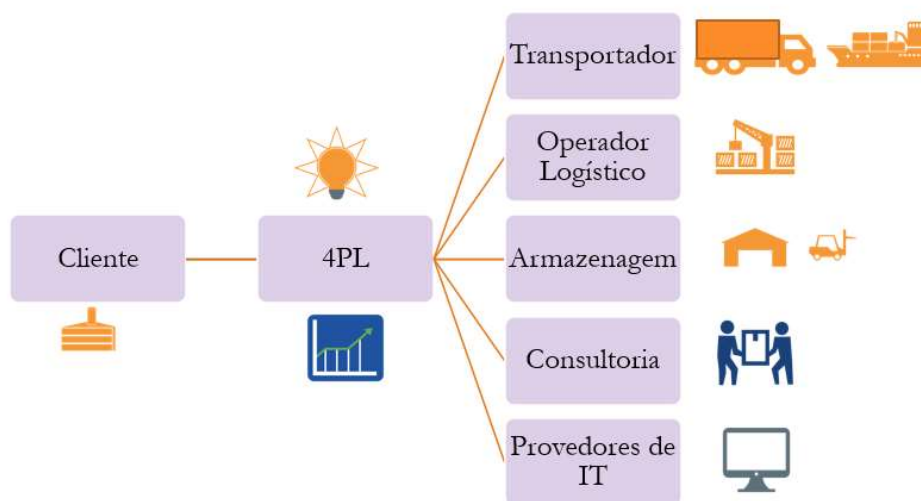 Cliente
4PL
Transportador
Operador
Logístico
Armazenagem
Consultoria
Provedores de
IT